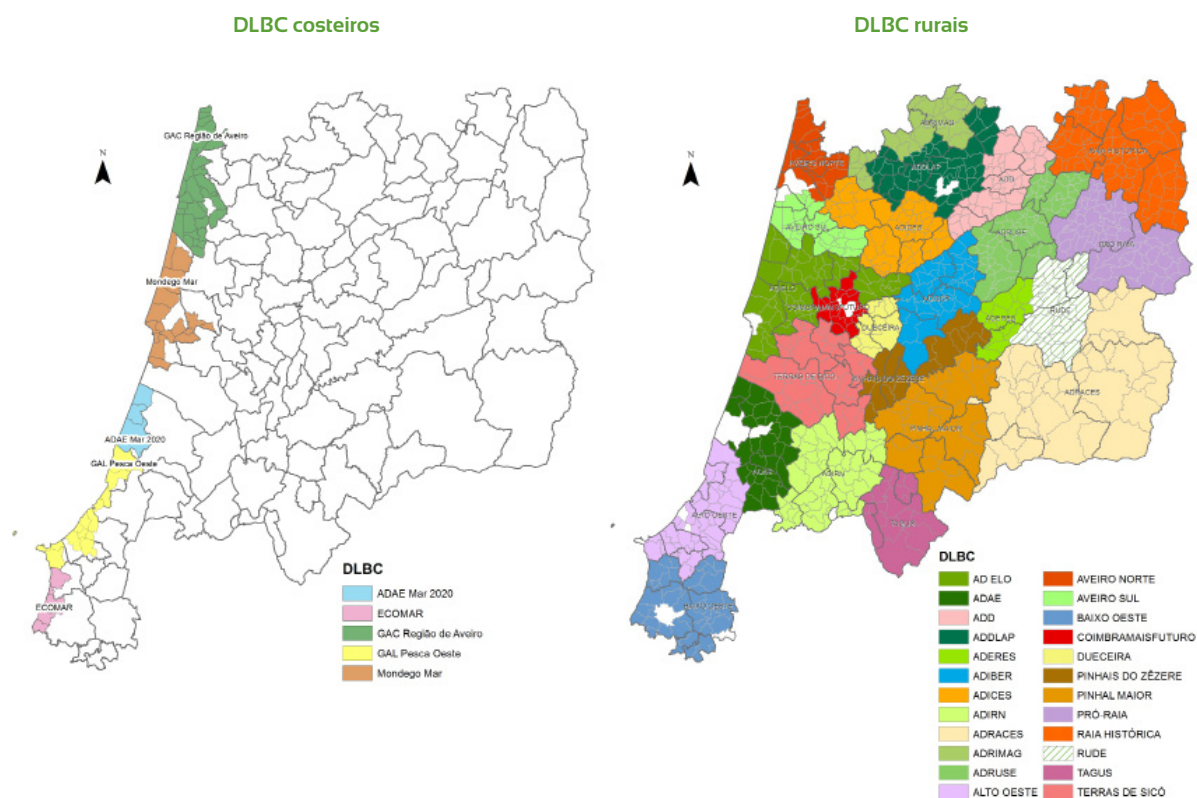 DLBC costeiros
GAC Região de Aveiro
N
Mondego Mar
ADAE Mar 2020
GAL Pesca Oeste
ECOMAR
DLBC
ADAE Mar 2020
ECOMAR
GAC Região de Aveiro
GAL Pesca Oeste
Mondego Mar
DLBC rurais
N
ADRIMAG
AVEIRO NORTE
ADDLAP
ADD
RAIA HISTÓRICA
AVEIRO SUL
ADICES
ADRUSE
PRÓ-RAIA
AD ELO
COIMBRAMAISFUTURO
ADIBER
DUECEIRA
ADERES
RUDE
TERRAS DE SICÓ
PINHAIS DO ZÊZERE
ADRACES
PINHAL MAIOR
ADAE
ADIRN
ALTO OESTE
TAGUS
BAIXO OESTE
DLBC
AD ELO
ADAE
ADD
ADDLAP
ADERES
ADIBER
ADICES
ADIRN
ADRACES
ADRIMAG
ADRUSE
ALTO OESTE
AVEIRO NORTE
AVEIRO SUL
BAIXO OESTE
COIMBRAMAISFUTURO
DUECEIRA
PINHAIS DO ZÊZERE
PINHAL MAIOR
PRÓ-RAIA
RAIA HISTÓRICA
RUDE
TAGUS
TERRAS DE SICÓ